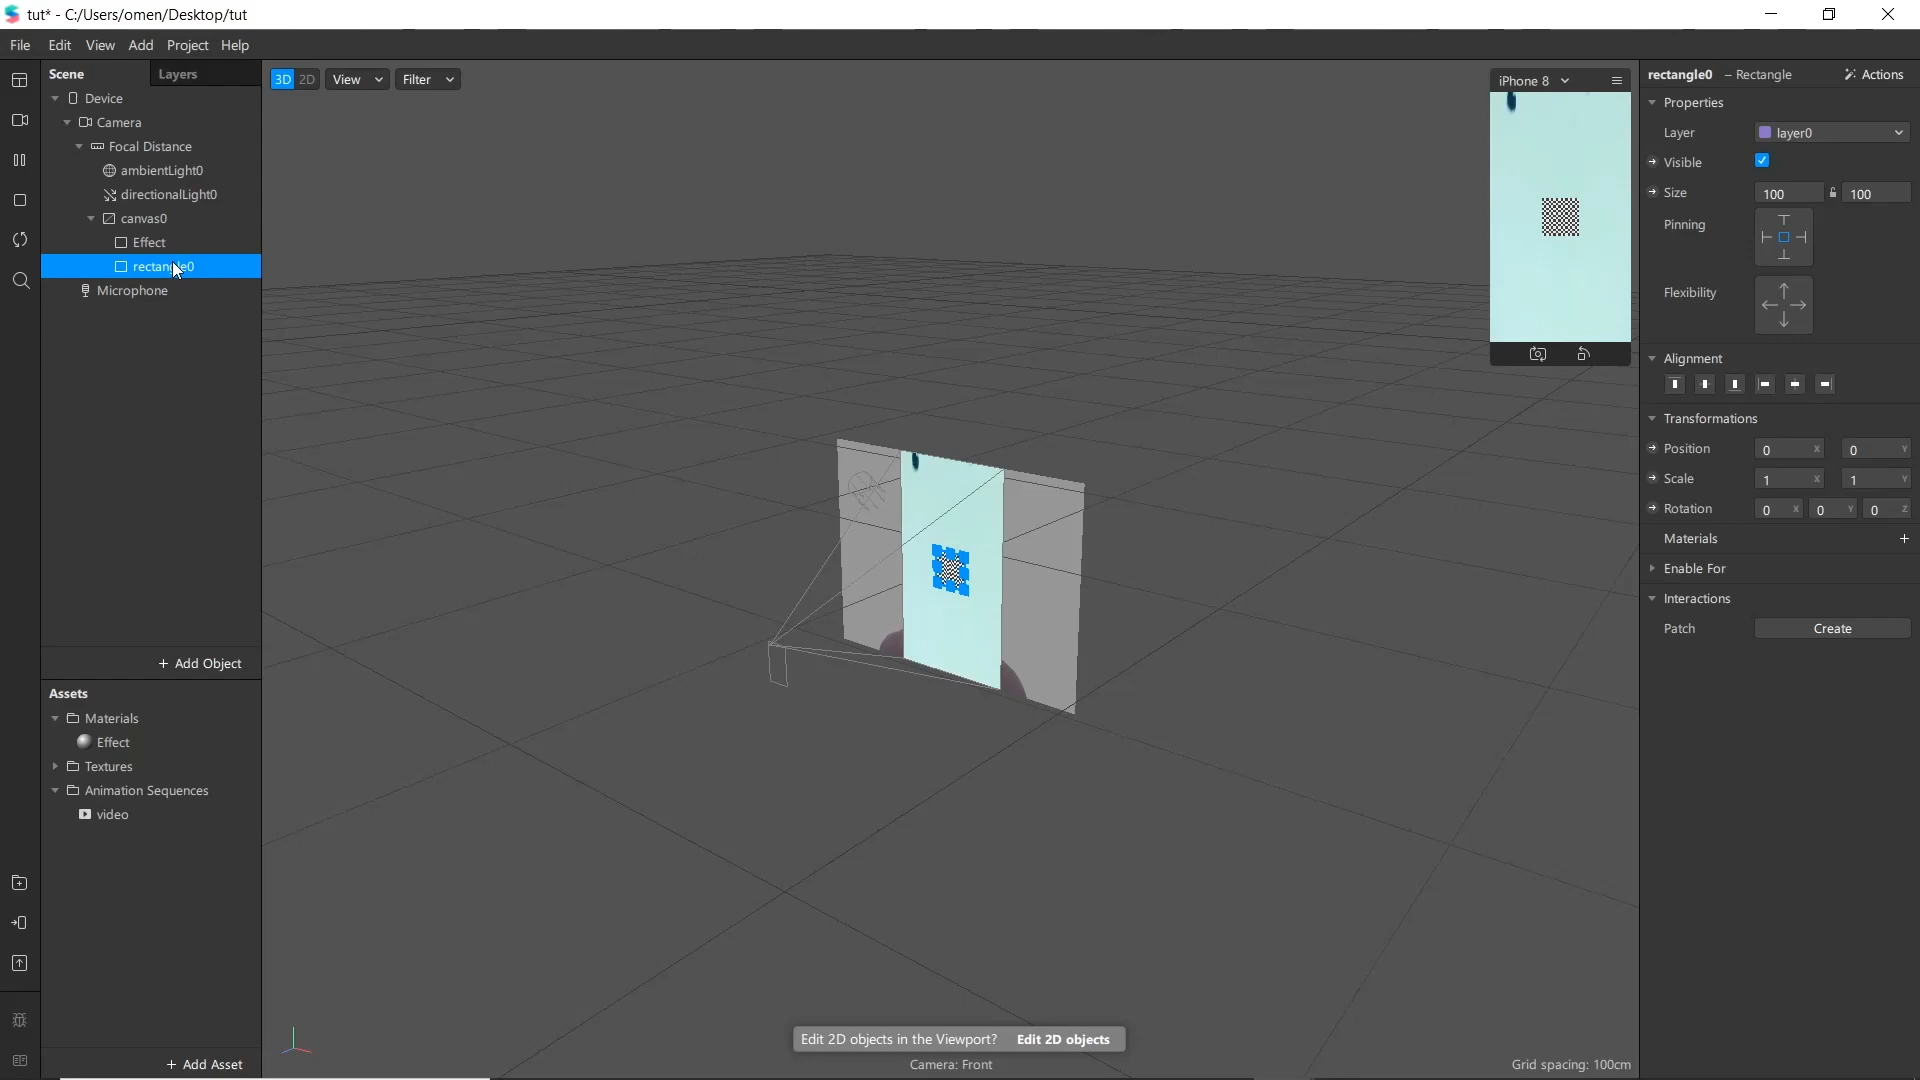 tut* - C:/Users/omen/Desktop/tut
File Edit View Add Project Help
Scene Layers
Device
Camera
Focal Distance
ambientLight0
directionalLight0
canvas0
Effect
Microphone
+ Add Object
Assets
Materials
Effect
Textures
Animation Sequences
video
+ Add Asset
3D 2D View Filter
iPhone 8
Edit 2D objects in the Viewport? Edit 2D objects
Camera: Front
Grid spacing: 100cm
rectangle0 – Rectangle Actions
Properties
Layer layer0
Visible
Size 100 100
Pinning
Flexibility
Alignment
Transformations
Position 0 X 0 Y
Scale 1 X 1 Y
Rotation 0 X 0 Y 0 Z
Materials +
Enable For
Interactions
Patch Create